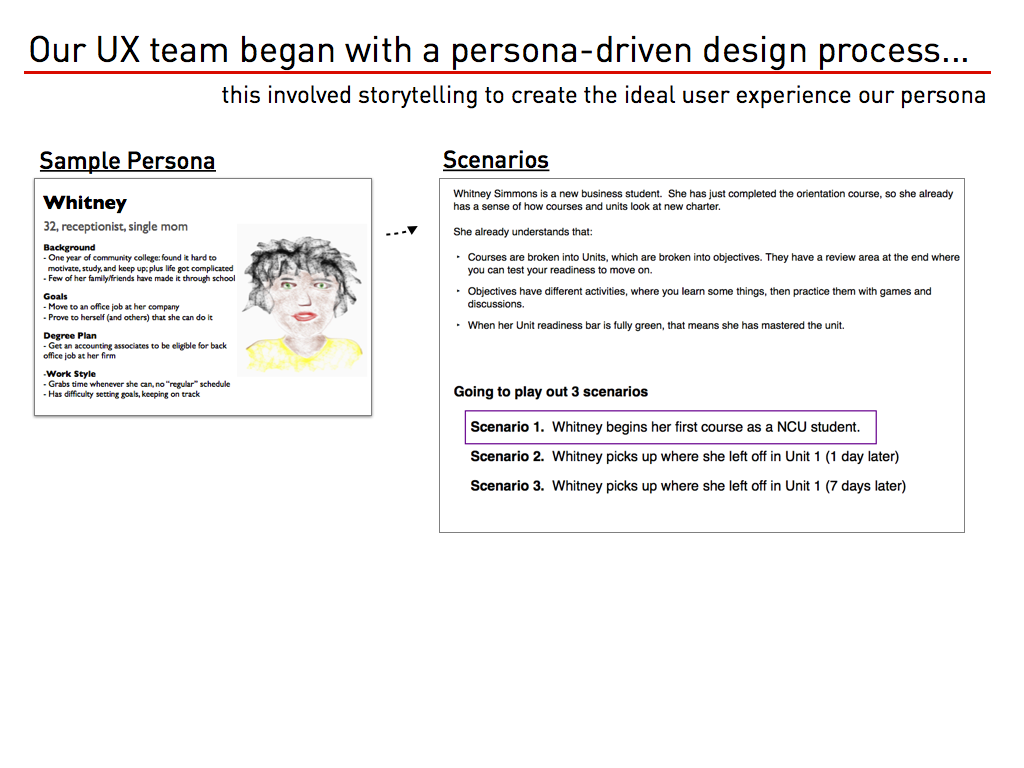 Our UX team began with a persona-driven design process...
this involved storytelling to create the ideal user experience our persona
Sample Persona
Whitney
32, receptionist, single mom
Background
- One year of community college: found it hard to
motivate, study, and keep up; plus life got complicated
- Few of her family/friends have made it through school
Goals
- Move to an office job at her company
- Prove to herself (and others) that she can do it
Degree Plan
- Get an accounting associates to be eligible for back
office job at her firm
-Work Style
- Grabs time whenever she can, no "regular" schedule
- Has difficulty setting goals, keeping on track
Scenarios
Whitney Simmons is a new business student.  She has just completed the orientation course, so she already
has a sense of how courses and units look at new charter.
She already understands that:
‣ Courses are broken into Units, which are broken into objectives. They have a review area at the end where
you can test your readiness to move on.
‣ Objectives have different activities, where you learn some things, then practice them with games and
discussions.
‣ When her Unit readiness bar is fully green, that means she has mastered the unit.
Going to play out 3 scenarios
Scenario 1.  Whitney begins her first course as a NCU student.
Scenario 2.  Whitney picks up where she left off in Unit 1 (1 day later)
Scenario 3.  Whitney picks up where she left off in Unit 1 (7 days later)